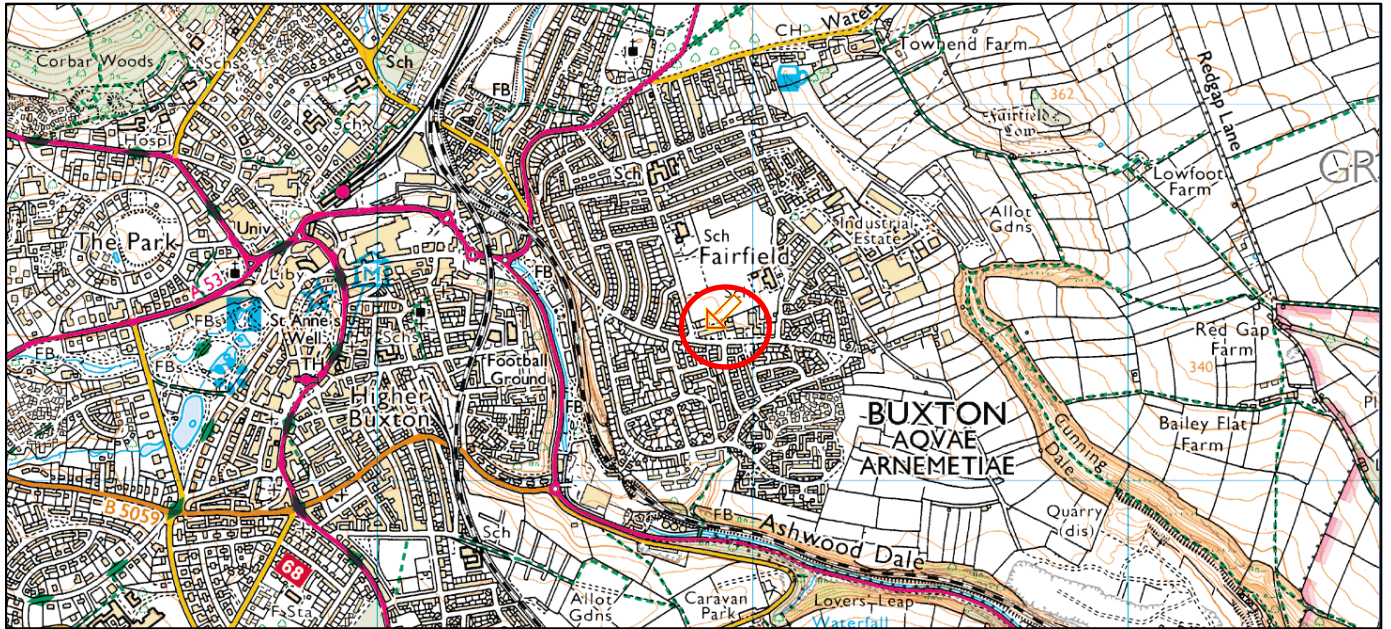 Corbar Woods
Schs
Sch
FB
CH
Water
Townend Farm
362
Fairfield
Low
Redgap Lane
Hospl
Sch
Sch
Lowfoot
Farm
GR
The Park
Univ
Lib
A 53
M
FB
Sch
Fairfield
Industrial
Estate
Allot
Gdns
FBs
St Anne's
Well
Schs
FB
FBs
Football
Ground
Red Gap
Farm
340
Higher
Buxton
FB
BUXTON
AQVAE
ARNEMETIAE
Bailey Flat
Farm
Cunning
Dale
B 5059
Sch
FB
Ashwood Dale
Quarry
(dis)
68
F Sta
Allot
Gdns
Caravan
Park
Lovers Leap
Waterfall